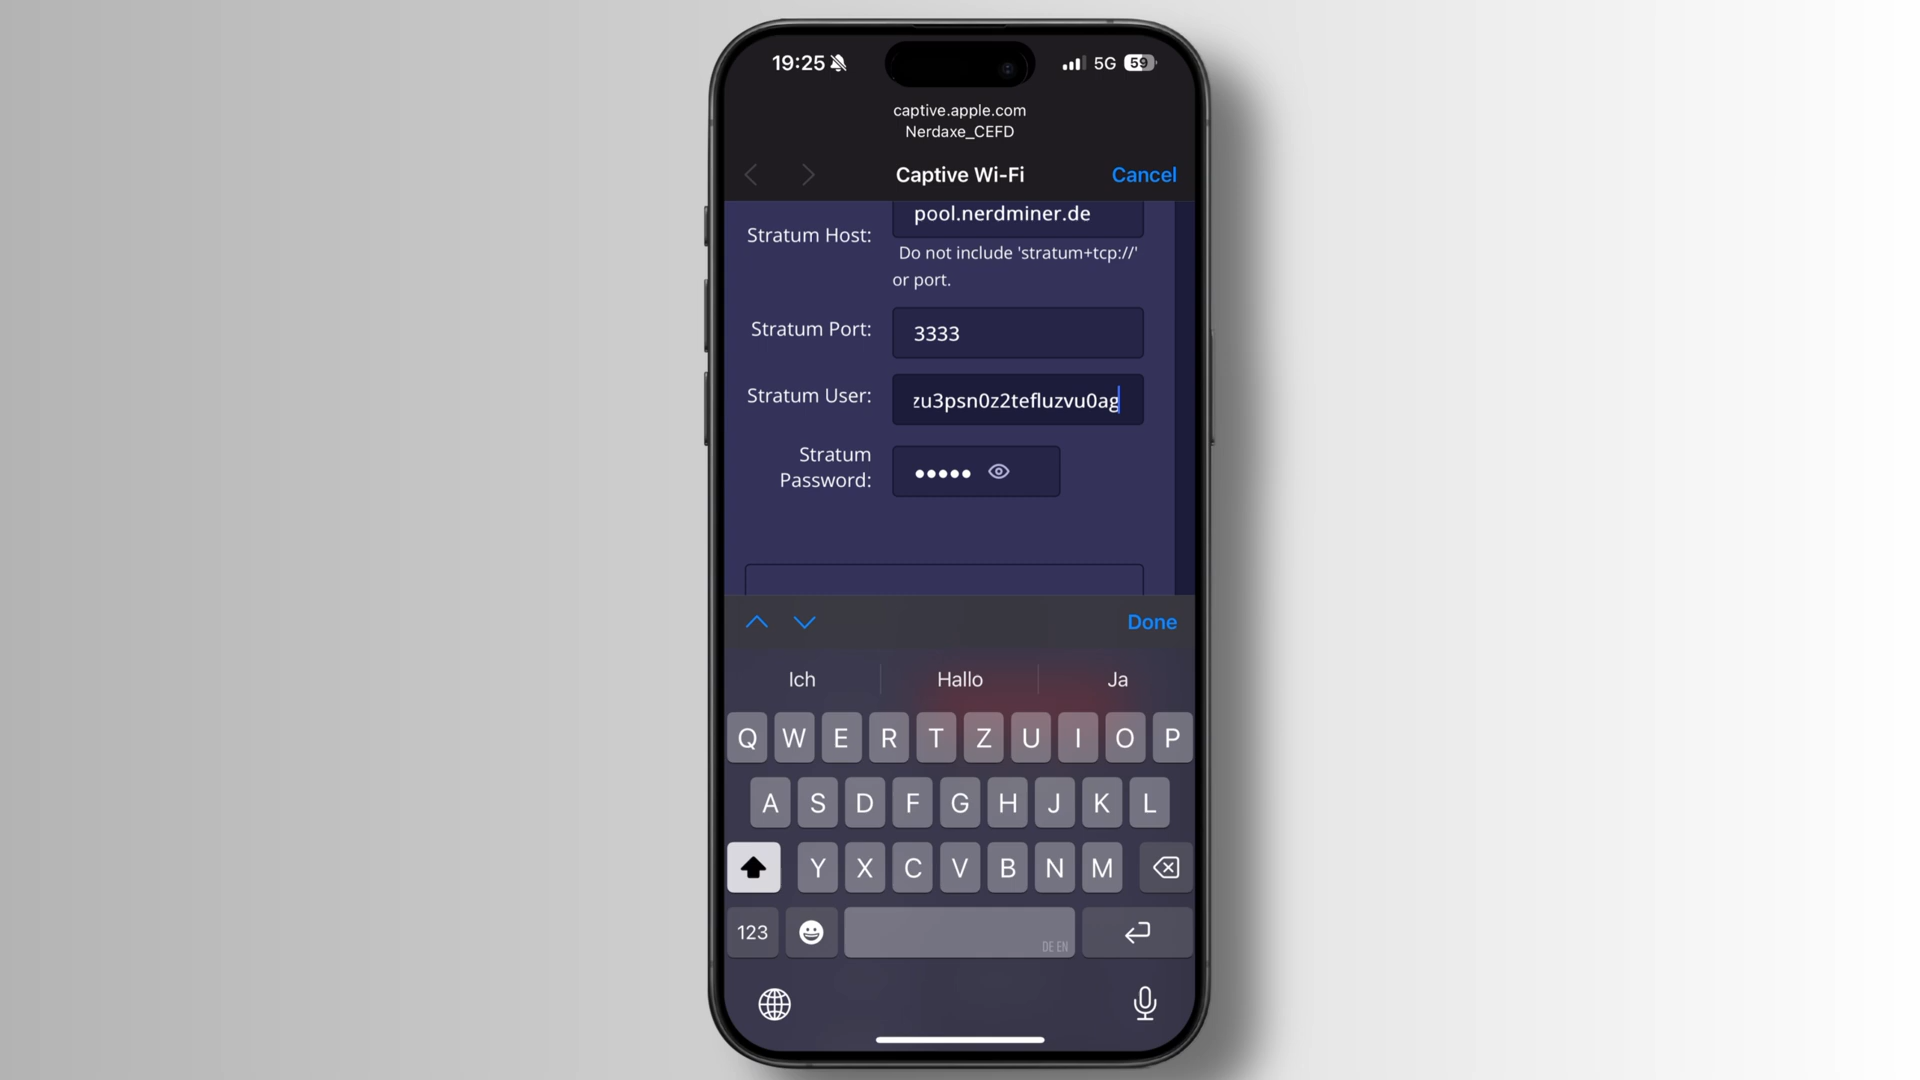 19:25
5G
59
captive.apple.com
Nerdaxe_CEFD
Captive Wi-Fi
Cancel
pool.nerdminer.de
Stratum Host:
Do not include 'stratum+tcp://'
or port.
Stratum Port:
3333
Stratum User:
zu3psn0z2tefluzvu0ag
Stratum
Password:
•••••
Done
Ich
Hallo
Ja
Q W E R T Z U I O P
A S D F G H J K L
Y X C V B N M
123
DE EN